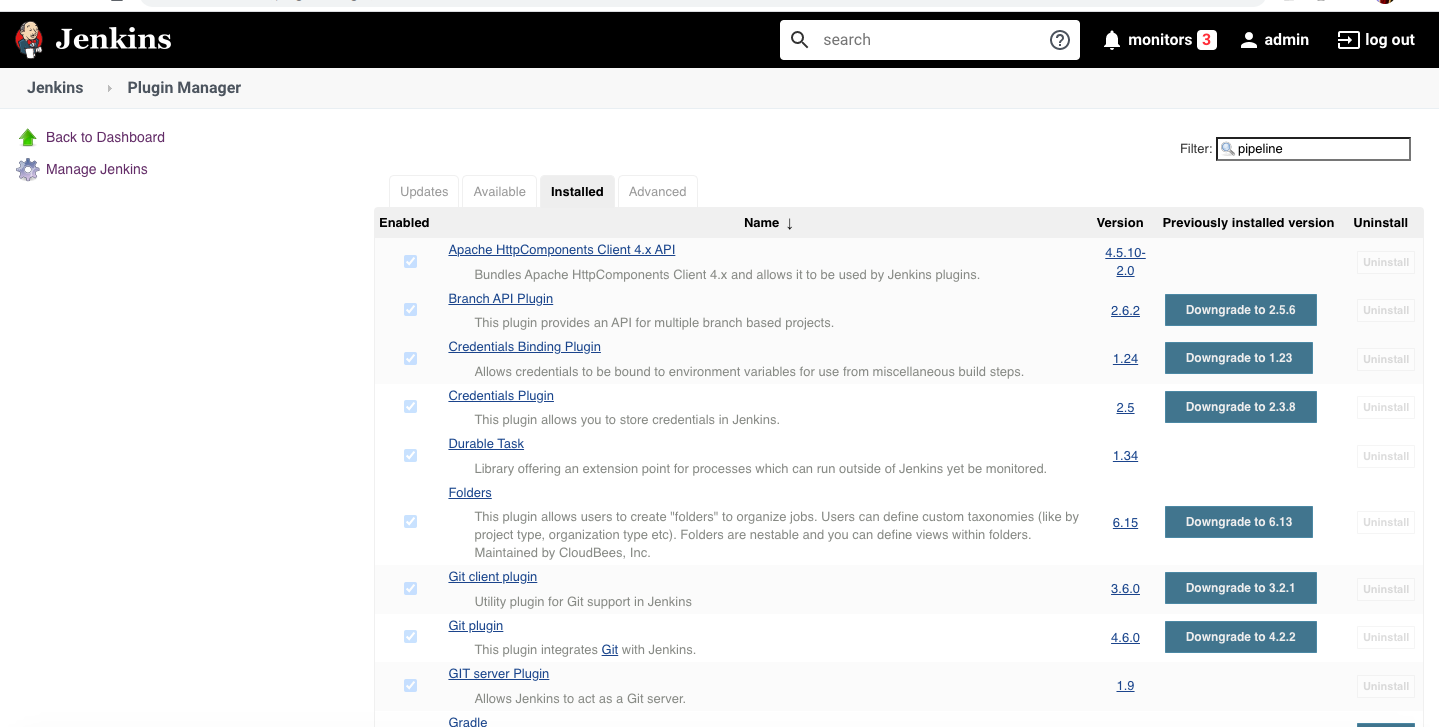 Jenkins
search
monitors 3
admin
log out
Jenkins
Plugin Manager
Back to Dashboard
Manage Jenkins
Filter: pipeline
Updates
Available
Installed
Advanced
Enabled Name ↓ Version Previously installed version Uninstall
Apache HttpComponents Client 4.x API
Bundles Apache HttpComponents Client 4.x and allows it to be used by Jenkins plugins.
4.5.10-
2.0
Uninstall
Branch API Plugin
This plugin provides an API for multiple branch based projects.
2.6.2
Downgrade to 2.5.6
Uninstall
Credentials Binding Plugin
Allows credentials to be bound to environment variables for use from miscellaneous build steps.
1.24
Downgrade to 1.23
Uninstall
Credentials Plugin
This plugin allows you to store credentials in Jenkins.
2.5
Downgrade to 2.3.8
Uninstall
Durable Task
Library offering an extension point for processes which can run outside of Jenkins yet be monitored.
1.34
Uninstall
Folders
This plugin allows users to create "folders" to organize jobs. Users can define custom taxonomies (like by
project type, organization type etc). Folders are nestable and you can define views within folders.
Maintained by CloudBees, Inc.
6.15
Downgrade to 6.13
Uninstall
Git client plugin
Utility plugin for Git support in Jenkins
3.6.0
Downgrade to 3.2.1
Uninstall
Git plugin
This plugin integrates Git with Jenkins.
4.6.0
Downgrade to 4.2.2
Uninstall
GIT server Plugin
Allows Jenkins to act as a Git server.
1.9
Uninstall
Gradle